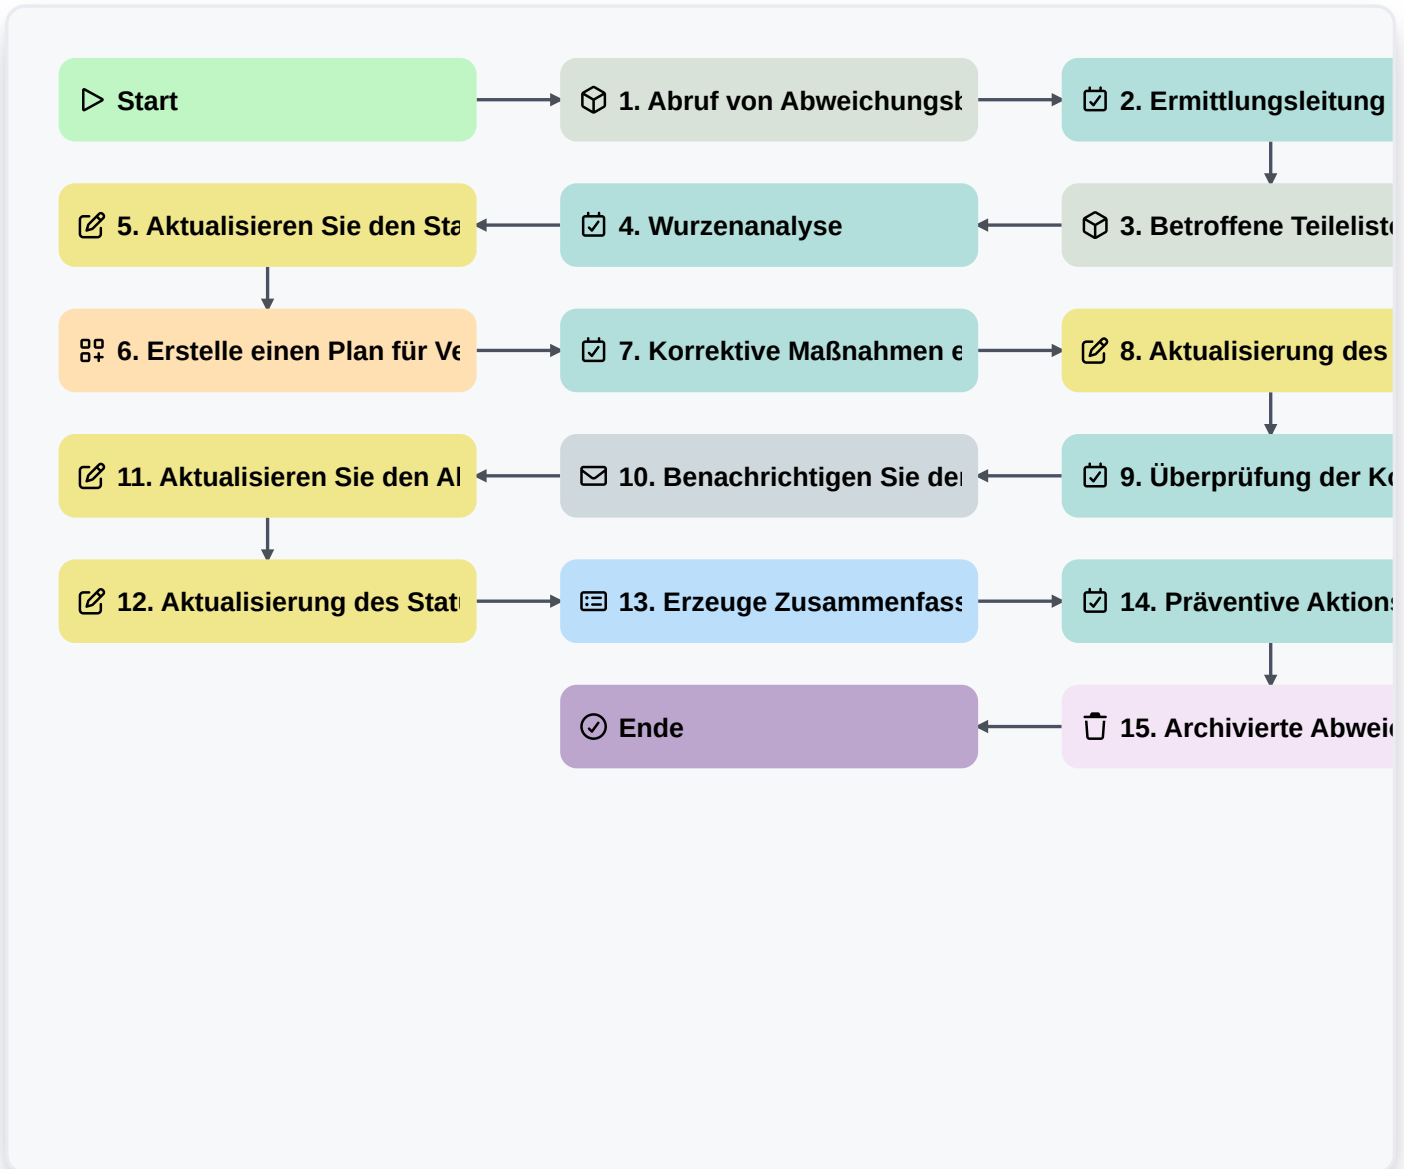 Start
1. Abruf von Abweichungsb
2. Ermittlungsleitung
3. Betroffene Teileliste
4. Wurzenanalyse
5. Aktualisieren Sie den Sta
6. Erstelle einen Plan für Ve
7. Korrektive Maßnahmen e
8. Aktualisierung des
9. Überprüfung der Ko
10. Benachrichtigen Sie der
11. Aktualisieren Sie den Al
12. Aktualisierung des Statu
13. Erzeuge Zusammenfass
14. Präventive Aktions
15. Archivierte Abweic
Ende